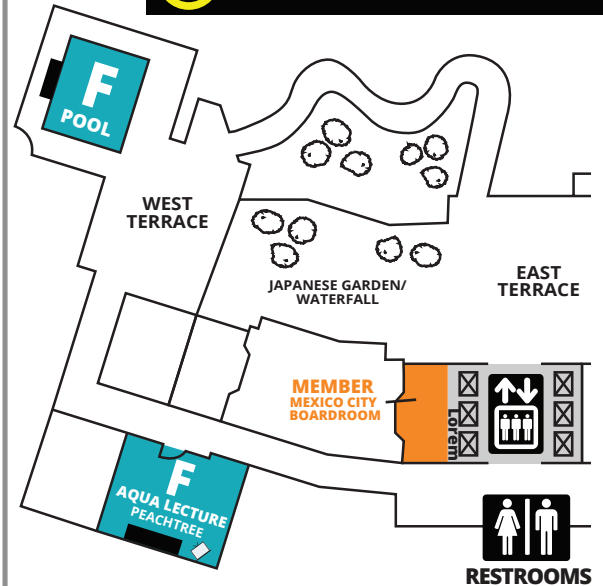 F
POOL
WEST
TERRACE
JAPANESE GARDEN/
WATERFALL
EAST
TERRACE
MEMBER
MEXICO CITY
BOARDROOM
Lorem
F
AQUA LECTURE
PEACHTREE
RESTROOMS